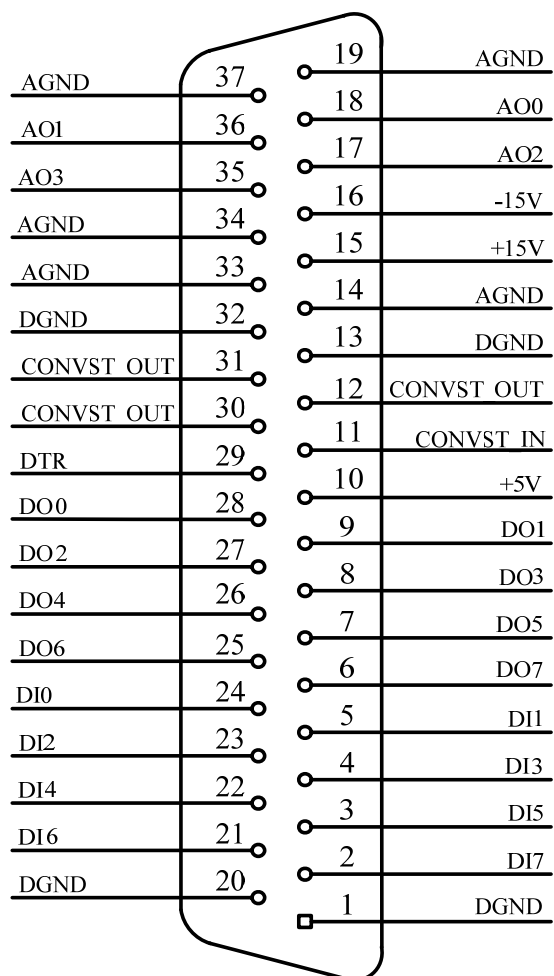 19 AGND
AGND 37
18 AO0
AO1 36
17 AO2
AO3 35
16 -15V
AGND 34
15 +15V
AGND 33
14 AGND
DGND 32
13 DGND
CONVST_OUT 31
12 CONVST_OUT
CONVST_OUT 30
11 CONVST_IN
DTR 29
10 +5V
DO0 28
9 DO1
DO2 27
8 DO3
DO4 26
7 DO5
DO6 25
6 DO7
DI0 24
5 DI1
DI2 23
4 DI3
DI4 22
3 DI5
DI6 21
2 DI7
DGND 20
1 DGND